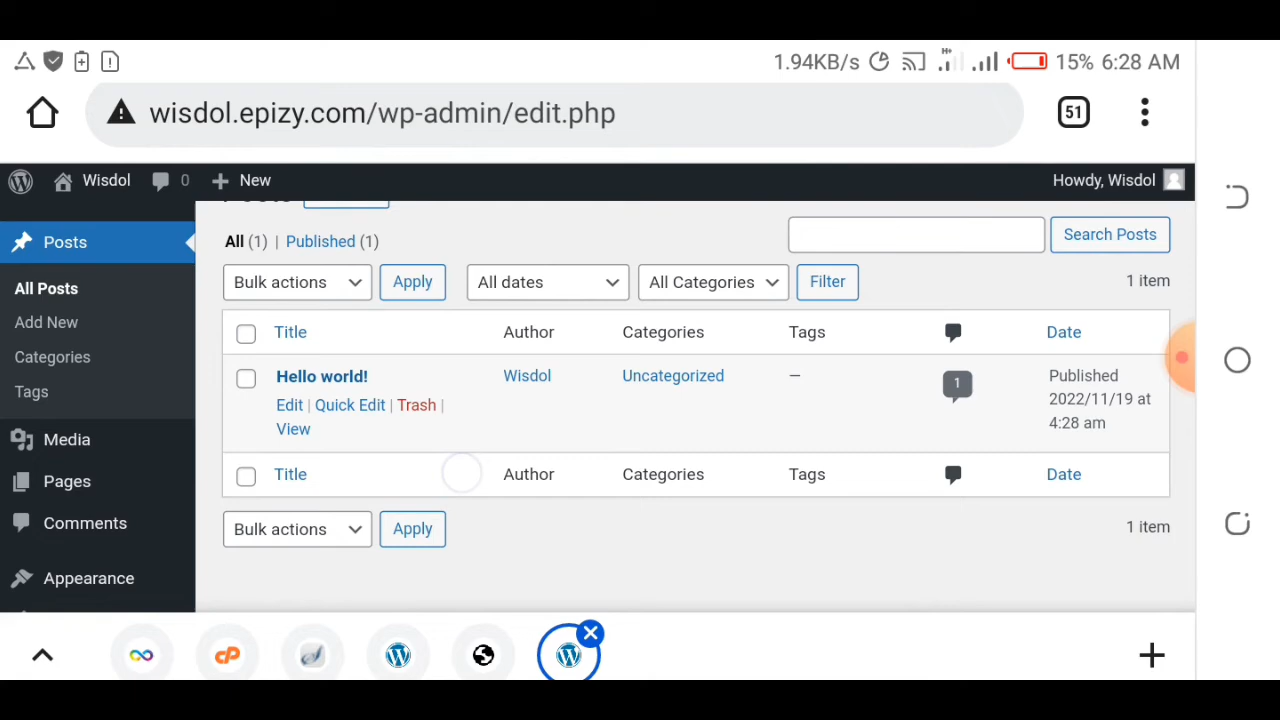 1.94KB/s H+ 15% 6:28 AM
wisdol.epizy.com/wp-admin/edit.php 51
Wisdol 0 New Howdy, Wisdol
Posts
All (1) | Published (1) Search Posts
Bulk actions Apply All dates All Categories Filter 1 item
Title Author Categories Tags Date
Hello world! Wisdol Uncategorized — 1 Published
2022/11/19 at
4:28 am
Edit | Quick Edit | Trash |
View
Title Author Categories Tags Date
Bulk actions Apply 1 item
Posts
All Posts
Add New
Categories
Tags
Media
Pages
Comments
Appearance
cP